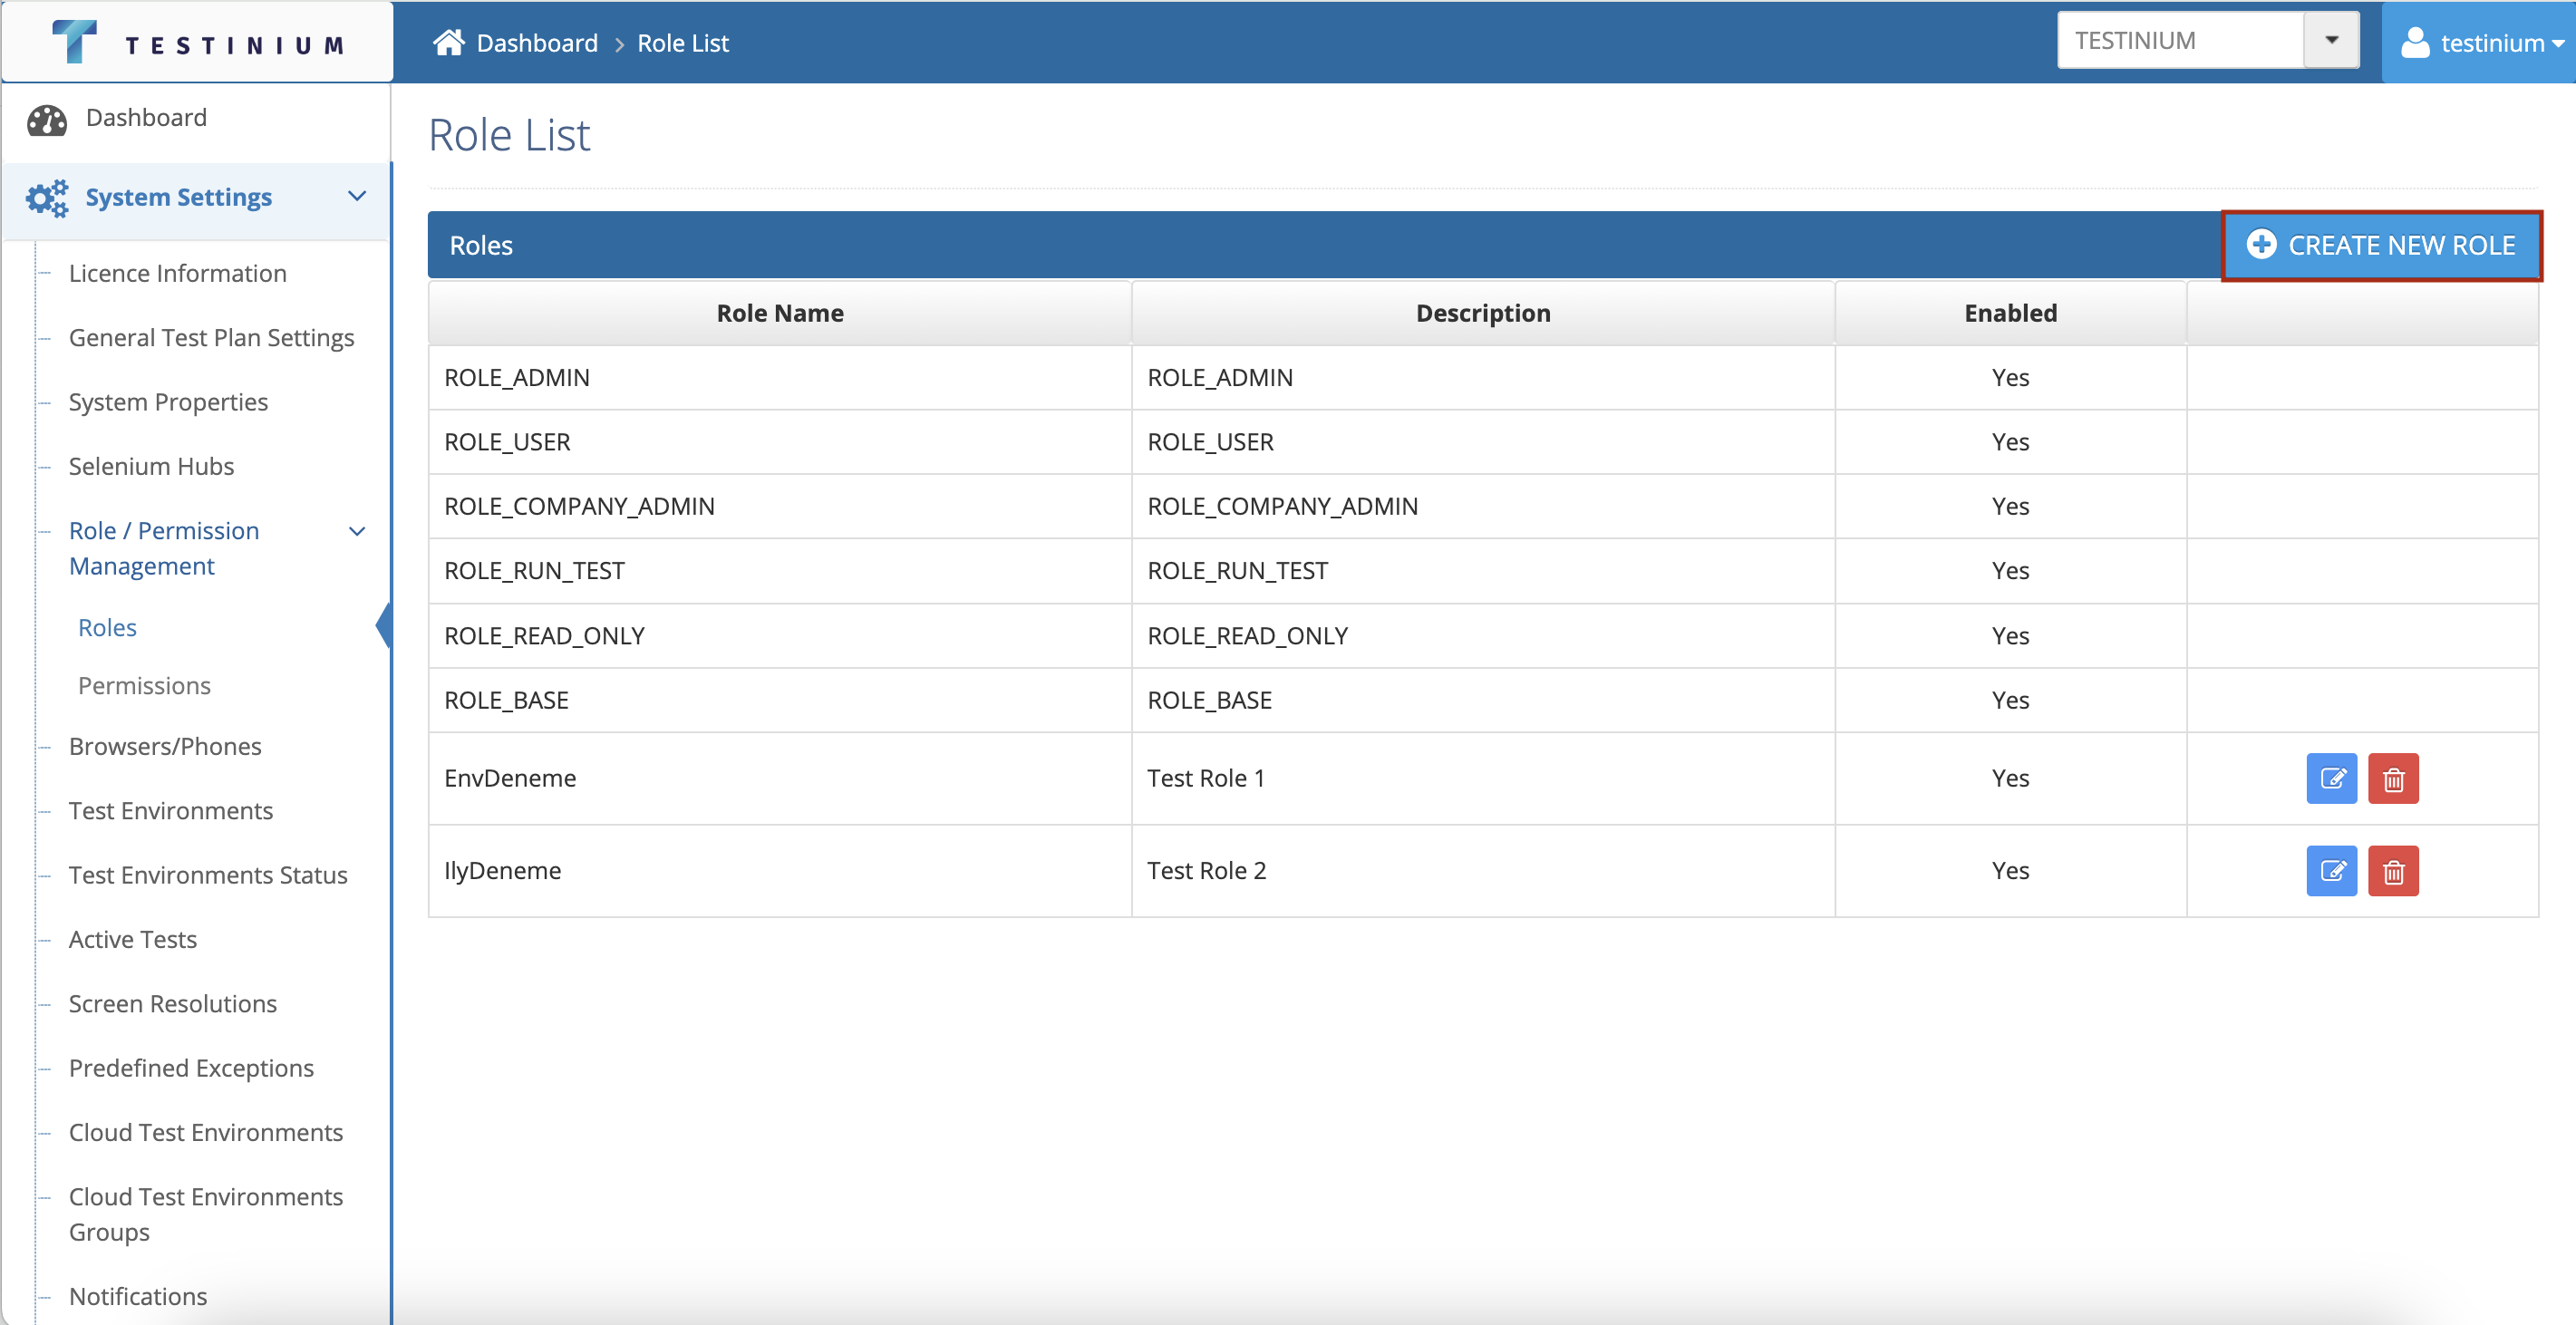 TESTINIUM
Dashboard > Role List
TESTINIUM
testinium
Dashboard
System Settings
Licence Information
General Test Plan Settings
System Properties
Selenium Hubs
Role / Permission
Management
Roles
Permissions
Browsers/Phones
Test Environments
Test Environments Status
Active Tests
Screen Resolutions
Predefined Exceptions
Cloud Test Environments
Cloud Test Environments
Groups
Notifications
Role List
Roles
CREATE NEW ROLE
Role Name Description Enabled
ROLE_ADMIN ROLE_ADMIN Yes
ROLE_USER ROLE_USER Yes
ROLE_COMPANY_ADMIN ROLE_COMPANY_ADMIN Yes
ROLE_RUN_TEST ROLE_RUN_TEST Yes
ROLE_READ_ONLY ROLE_READ_ONLY Yes
ROLE_BASE ROLE_BASE Yes
EnvDeneme Test Role 1 Yes
IlyDeneme Test Role 2 Yes